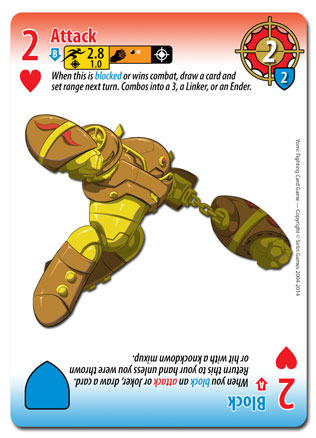 2 Attack
B 2.8
1.0
2
2
When this is blocked or wins combat, draw a card and
set range next turn. Combos into a 3, a Linker, or an Ender.
Yomi Fighting Card Game — Copyright © Sirlin Games 2004-2014
2 Block
A
When you block an attack or Joker, draw a card.
Return this to your hand unless you were thrown
or hit with a knockdown mixup.